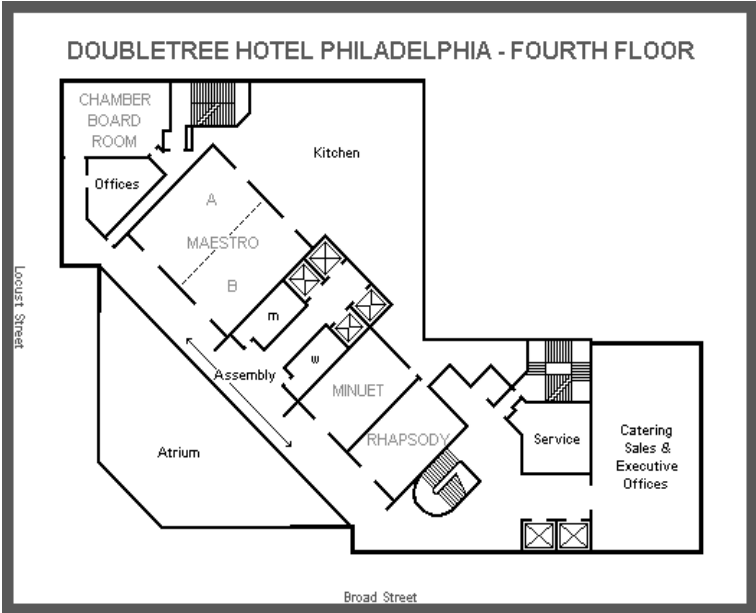 DOUBLETREE HOTEL PHILADELPHIA - FOURTH FLOOR
CHAMBER
BOARD
ROOM
Kitchen
Offices
A
MAESTRO
B
Locust Street
m
w
Assembly
MINUET
RHAPSODY
Atrium
Service
Catering
Sales &
Executive
Offices
Broad Street